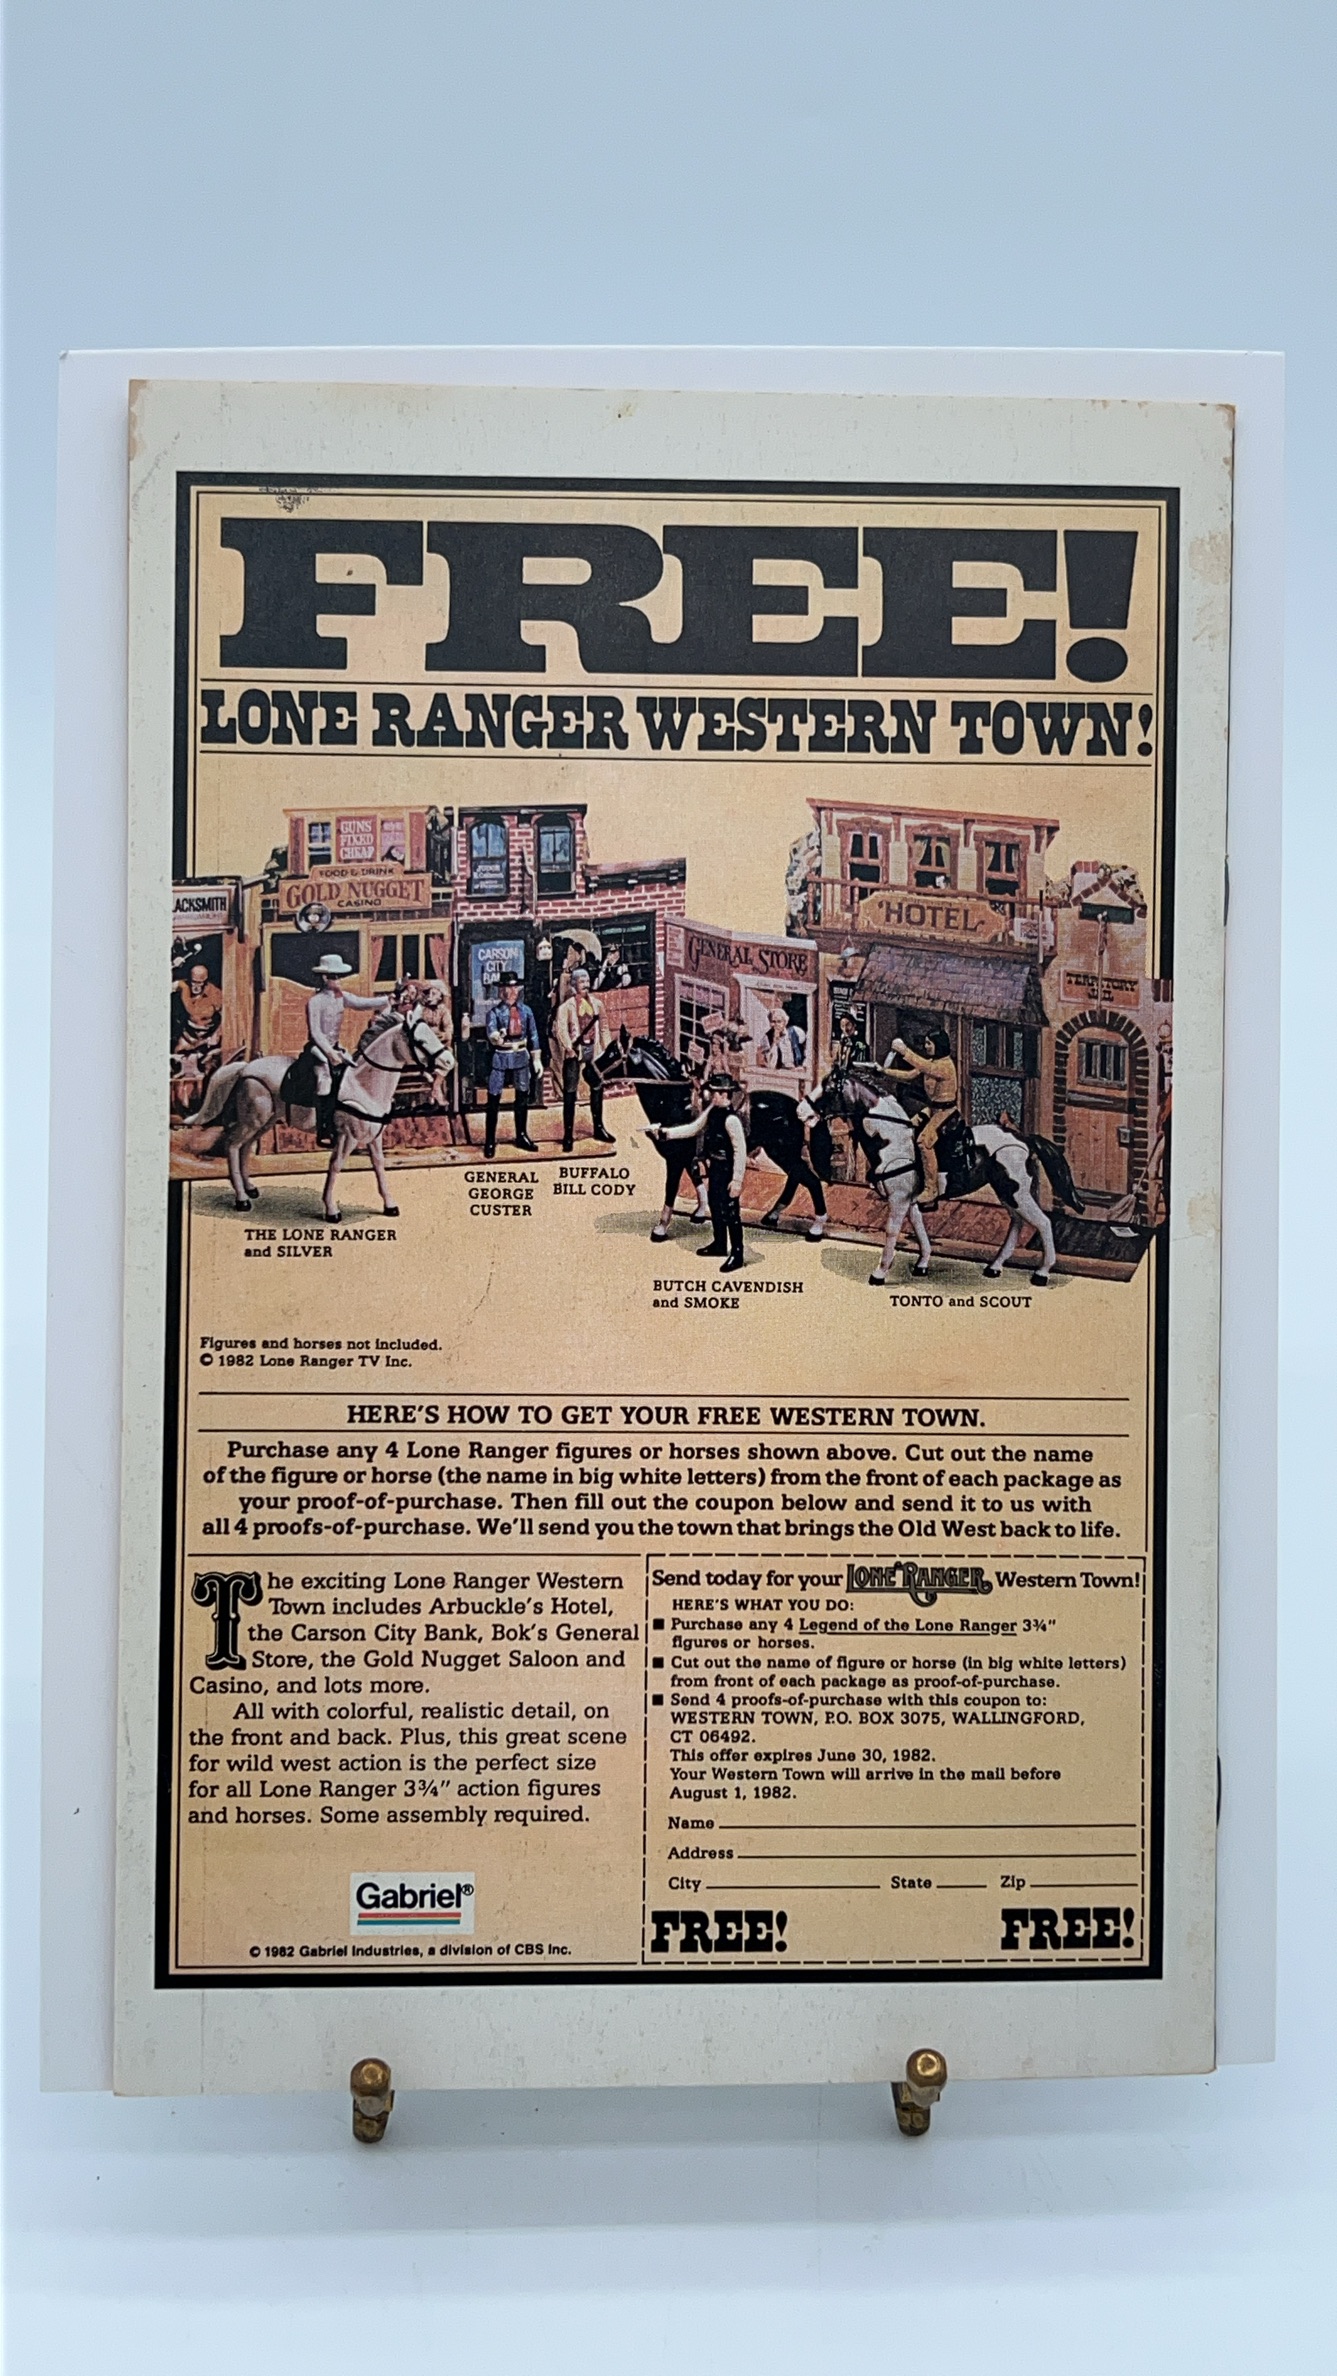 FREE!
LONE RANGER WESTERN TOWN!
GUNS
FIXED
CHEAP
FOOD & DRINK
GOLD NUGGET
CASINO
ACKSMITH
CARSON
CITY
BAN
GENERAL STORE
HOTEL
TERRITORY
JAIL
GENERAL
GEORGE
CUSTER
BUFFALO
BILL CODY
THE LONE RANGER
and SILVER
BUTCH CAVENDISH
and SMOKE
TONTO and SCOUT
Figures and horses not included.
© 1982 Lone Ranger TV Inc.
HERE'S HOW TO GET YOUR FREE WESTERN TOWN.
Purchase any 4 Lone Ranger figures or horses shown above. Cut out the name
of the figure or horse (the name in big white letters) from the front of each package as
your proof-of-purchase. Then fill out the coupon below and send it to us with
all 4 proofs-of-purchase. We'll send you the town that brings the Old West back to life.
The exciting Lone Ranger Western
Town includes Arbuckle's Hotel,
the Carson City Bank, Bok's General
Store, the Gold Nugget Saloon and
Casino, and lots more.
All with colorful, realistic detail, on
the front and back. Plus, this great scene
for wild west action is the perfect size
for all Lone Ranger 3¾" action figures
and horses. Some assembly required.
Gabriel®
© 1982 Gabriel Industries, a division of CBS Inc.
Send today for your LONE RANGER Western Town!
HERE'S WHAT YOU DO:
■ Purchase any 4 Legend of the Lone Ranger 3¾"
figures or horses.
■ Cut out the name of figure or horse (in big white letters)
from front of each package as proof-of-purchase.
■ Send 4 proofs-of-purchase with this coupon to:
WESTERN TOWN, P.O. BOX 3075, WALLINGFORD,
CT 06492.
This offer expires June 30, 1982.
Your Western Town will arrive in the mail before
August 1, 1982.
Name
Address
City State Zip
FREE! FREE!